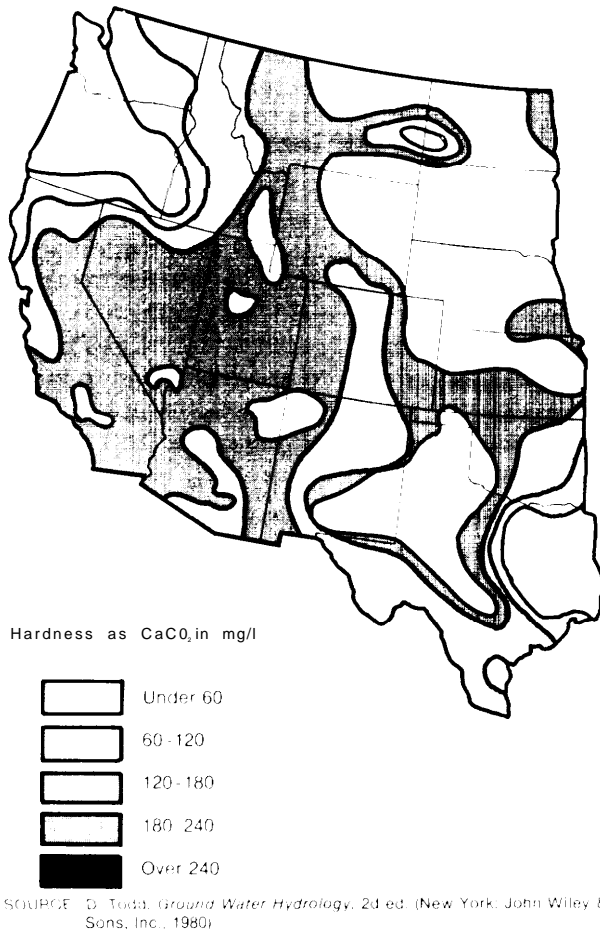 Hardness as CaCO₂ in mg/l
Under 60
60-120
120-180
180 240
Over 240
SOURCE D. Todd, Ground Water Hydrology, 2d ed. (New York: John Wiley &
Sons, Inc., 1980)